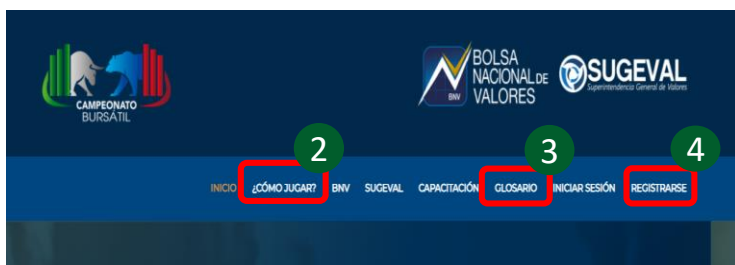 CAMPEONATO
BURSÁTIL
BNV
BOLSA
NACIONAL DE
VALORES
SUGEVAL
Superintendencia General de Valores
2
3
4
INICIO ¿CÓMO JUGAR? BNV SUGEVAL CAPACITACIÓN GLOSARIO INICIAR SESIÓN REGISTRARSE